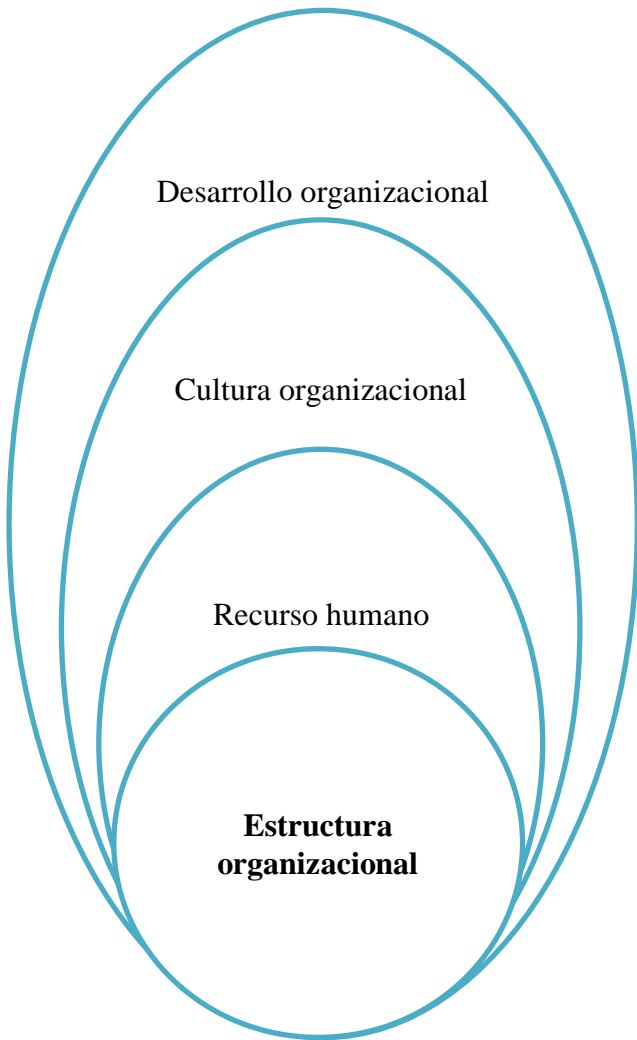 Desarrollo organizacional
Cultura organizacional
Recurso humano
Estructura
organizacional